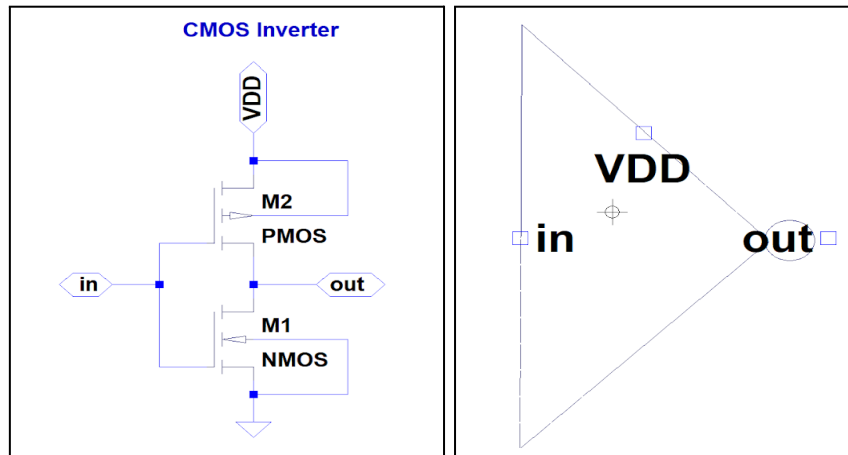 CMOS Inverter
VDD
M2
PMOS
in
out
M1
NMOS
VDD
in
out